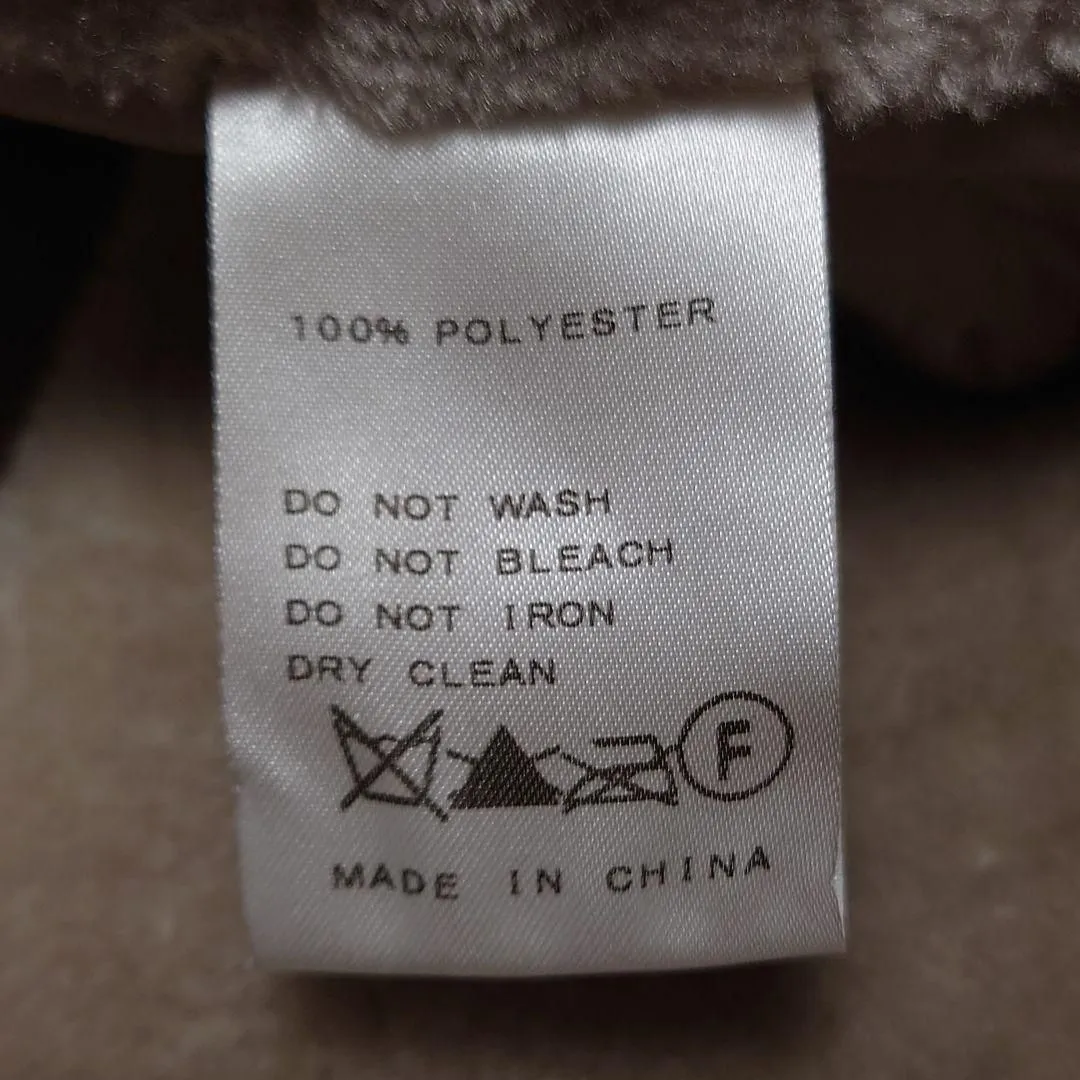 100% POLYESTER
DO NOT WASH
DO NOT BLEACH
DO NOT IRON
DRY CLEAN
F
MADE IN CHINA